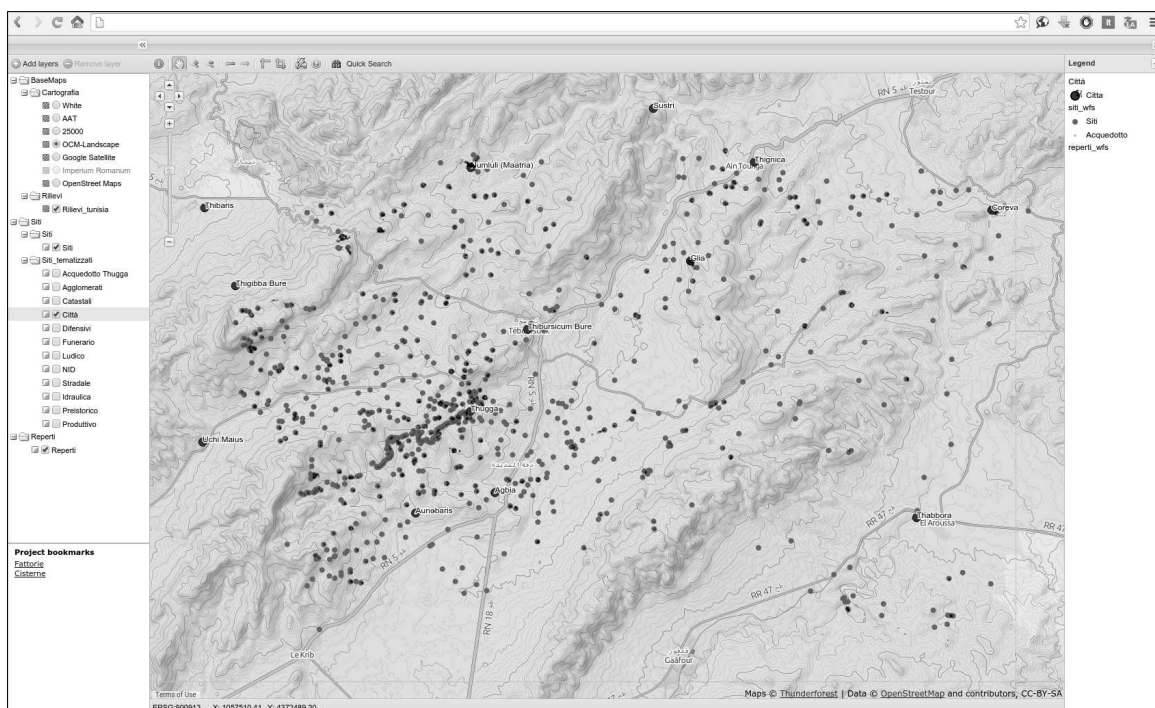 Add layers Remove layer
Quick Search
Legend
BaseMaps
Cartografia
White
AAT
25000
OCM-Landscape
Google Satellite
Imperium Romanum
OpenStreet Maps
Rilievi
Rilievi_tunisia
Siti
Siti
Siti
Siti_tematizzati
Acquedotto Thugga
Agglomerati
Catastali
Città
Difensivi
Funerario
Ludico
NID
Stradale
Idraulica
Preistorico
Produttivo
Reperti
Reperti
Project bookmarks
Fattorie
Cisterne
Sustri
RN 5
Testour
Jumluli (Maatria)
Thignica
Ain Tounga
Thibaris
Coreva
Glia
Thigibba Bure
Thibursicum Bure
RN 5
Thugga
Uchi Maius
Agbia
Aunobaris
Thabbora
El Aroussa
RR 47
RN 5
RR 47
RN 18
Le Krib
Gaâfour
Terms of Use
Maps © Thunderforest | Data © OpenStreetMap and contributors, CC-BY-SA
EPSG:900913 X: 1057510.41 Y: 4372489.20
Città
Citta
siti_wfs
Siti
Acquedotto
reperti_wfs
it